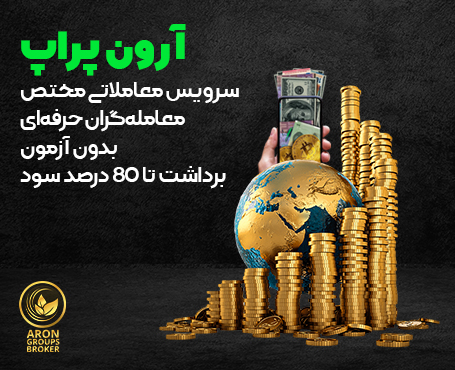 آرون پراپ
سرویس معاملاتی مختص
معامله‌گران حرفه‌ای
بدون آزمون
برداشت تا 80 درصد سود
ARON
GROUPS
BROKER